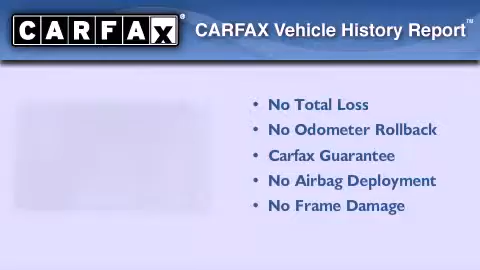 CARFAX® CARFAX Vehicle History Report™
• No Total Loss
• No Odometer Rollback
• Carfax Guarantee
• No Airbag Deployment
• No Frame Damage